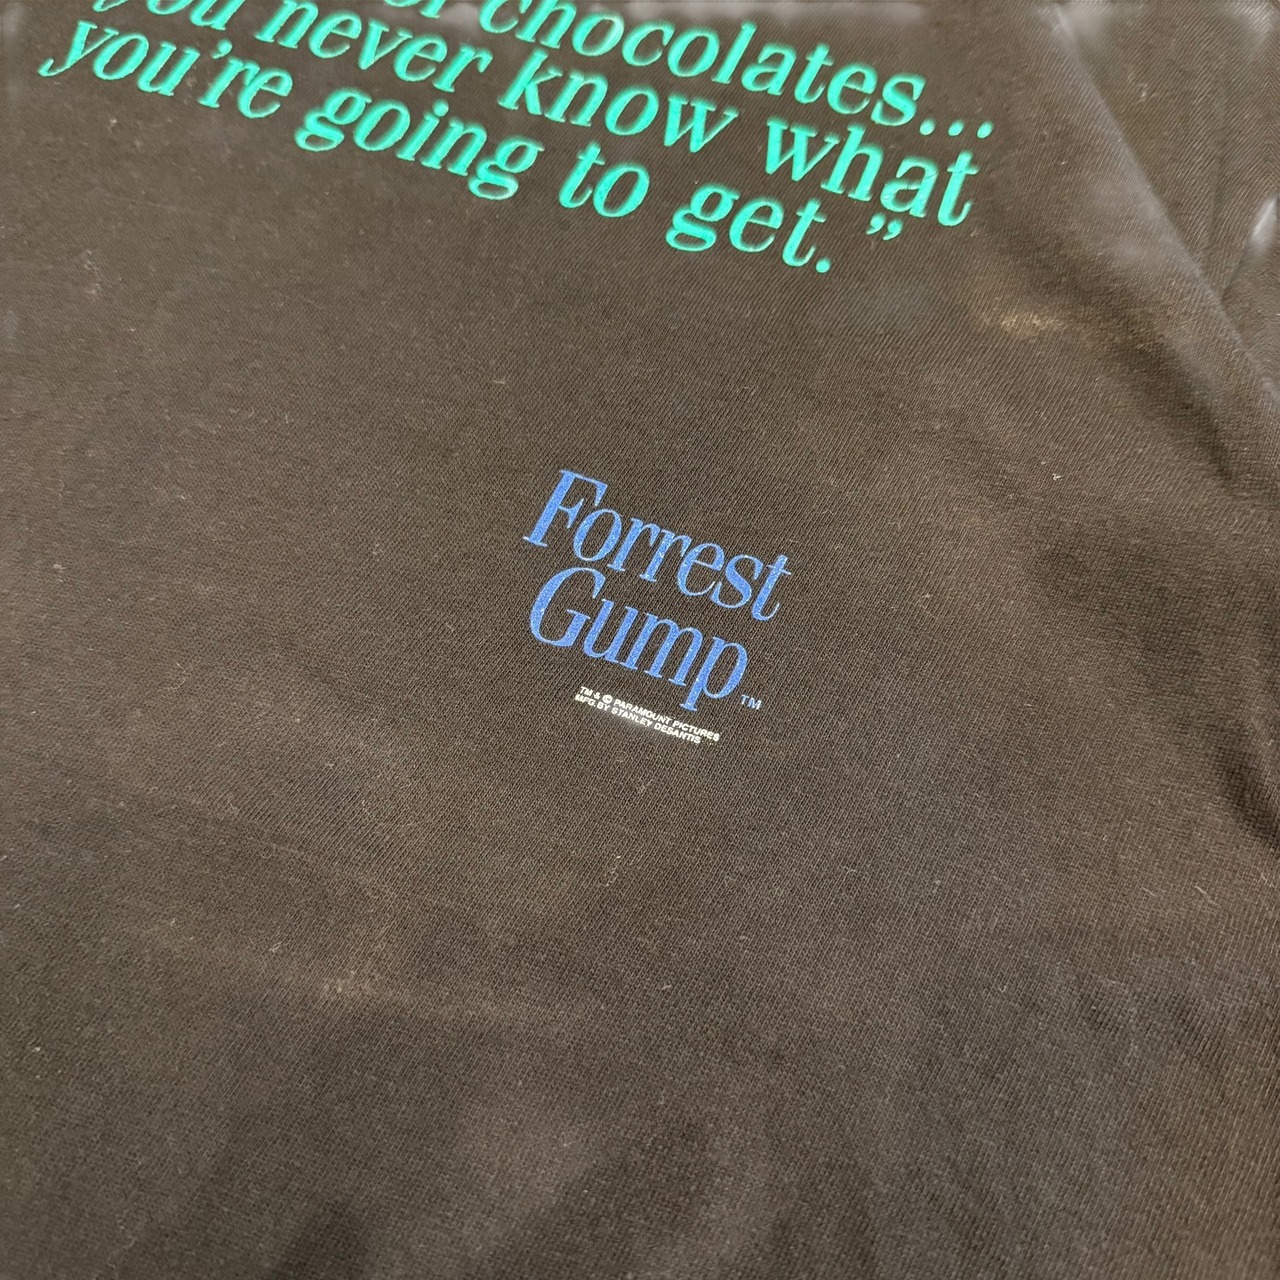 of chocolates...
you never know what
you're going to get.”
Forrest
Gump™
TM & © PARAMOUNT PICTURES
MFG. BY STANLEY DESANTIS